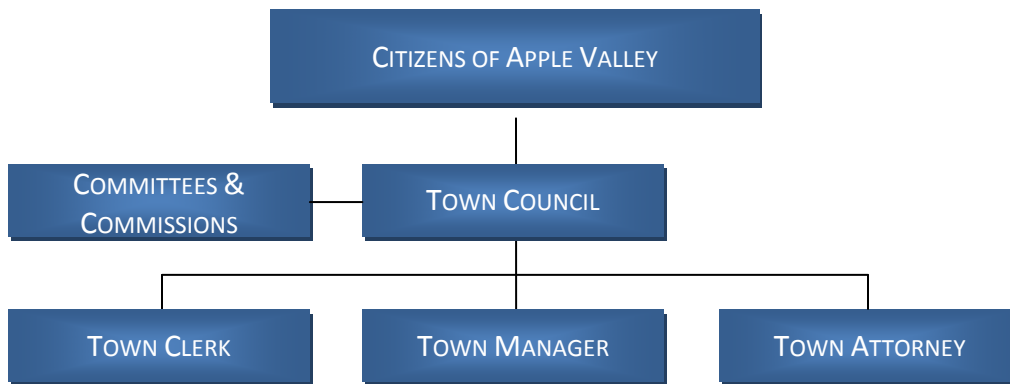 CITIZENS OF APPLE VALLEY
COMMITTEES &
COMMISSIONS
TOWN COUNCIL
TOWN CLERK
TOWN MANAGER
TOWN ATTORNEY